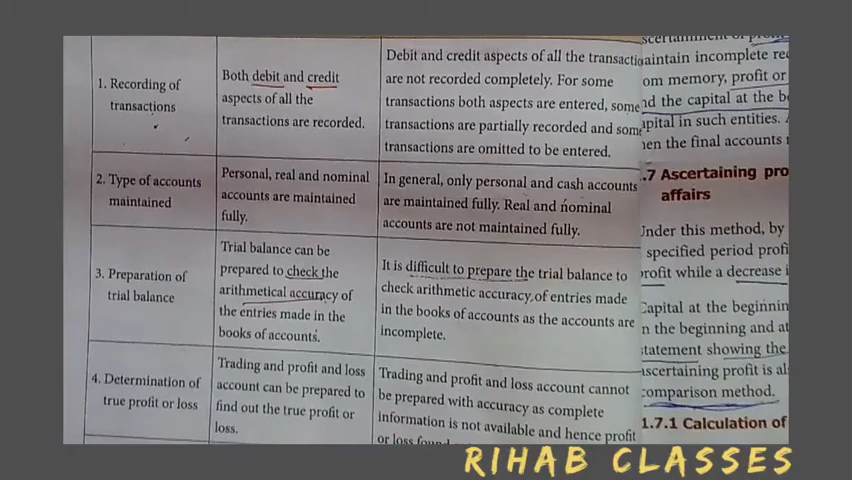 1. Recording of
transactions
Both debit and credit
aspects of all the
transactions are recorded.
Debit and credit aspects of all the
are not recorded completely. For some
transactions both aspects are entered, some
transactions are partially recorded and some
transactions are omitted to be entered.
2. Type of accounts
maintained
Personal, real and nominal
accounts are maintained
fully.
In general, only personal and cash accounts
are maintained fully. Real and nominal
accounts are not maintained fully.
3. Preparation of
trial balance
Trial balance can be
prepared to check the
arithmetical accuracy of
the entries made in the
books of accounts.
It is difficult to prepare the trial balance to
check arithmetic accuracy of entries made
in the books of accounts as the accounts are
incomplete.
4. Determination of
true profit or loss
Trading and profit and loss
account can be prepared to
find out the true profit or
loss.
Trading and profit and loss account cannot
be prepared with accuracy as complete
information is not available and hence profit
or loss found
aintain incomplete
om memory, profit or
nd the capital at the
apital in such entities.
en the final accounts
.7 Ascertaining
affairs
Under this method, by
specified period
rofit while a decrease
Capital at the
n the beginning and at
statement showing the
ascertaining profit is
comparison method.
1.7.1 Calculation of
RIHAB CLASSES